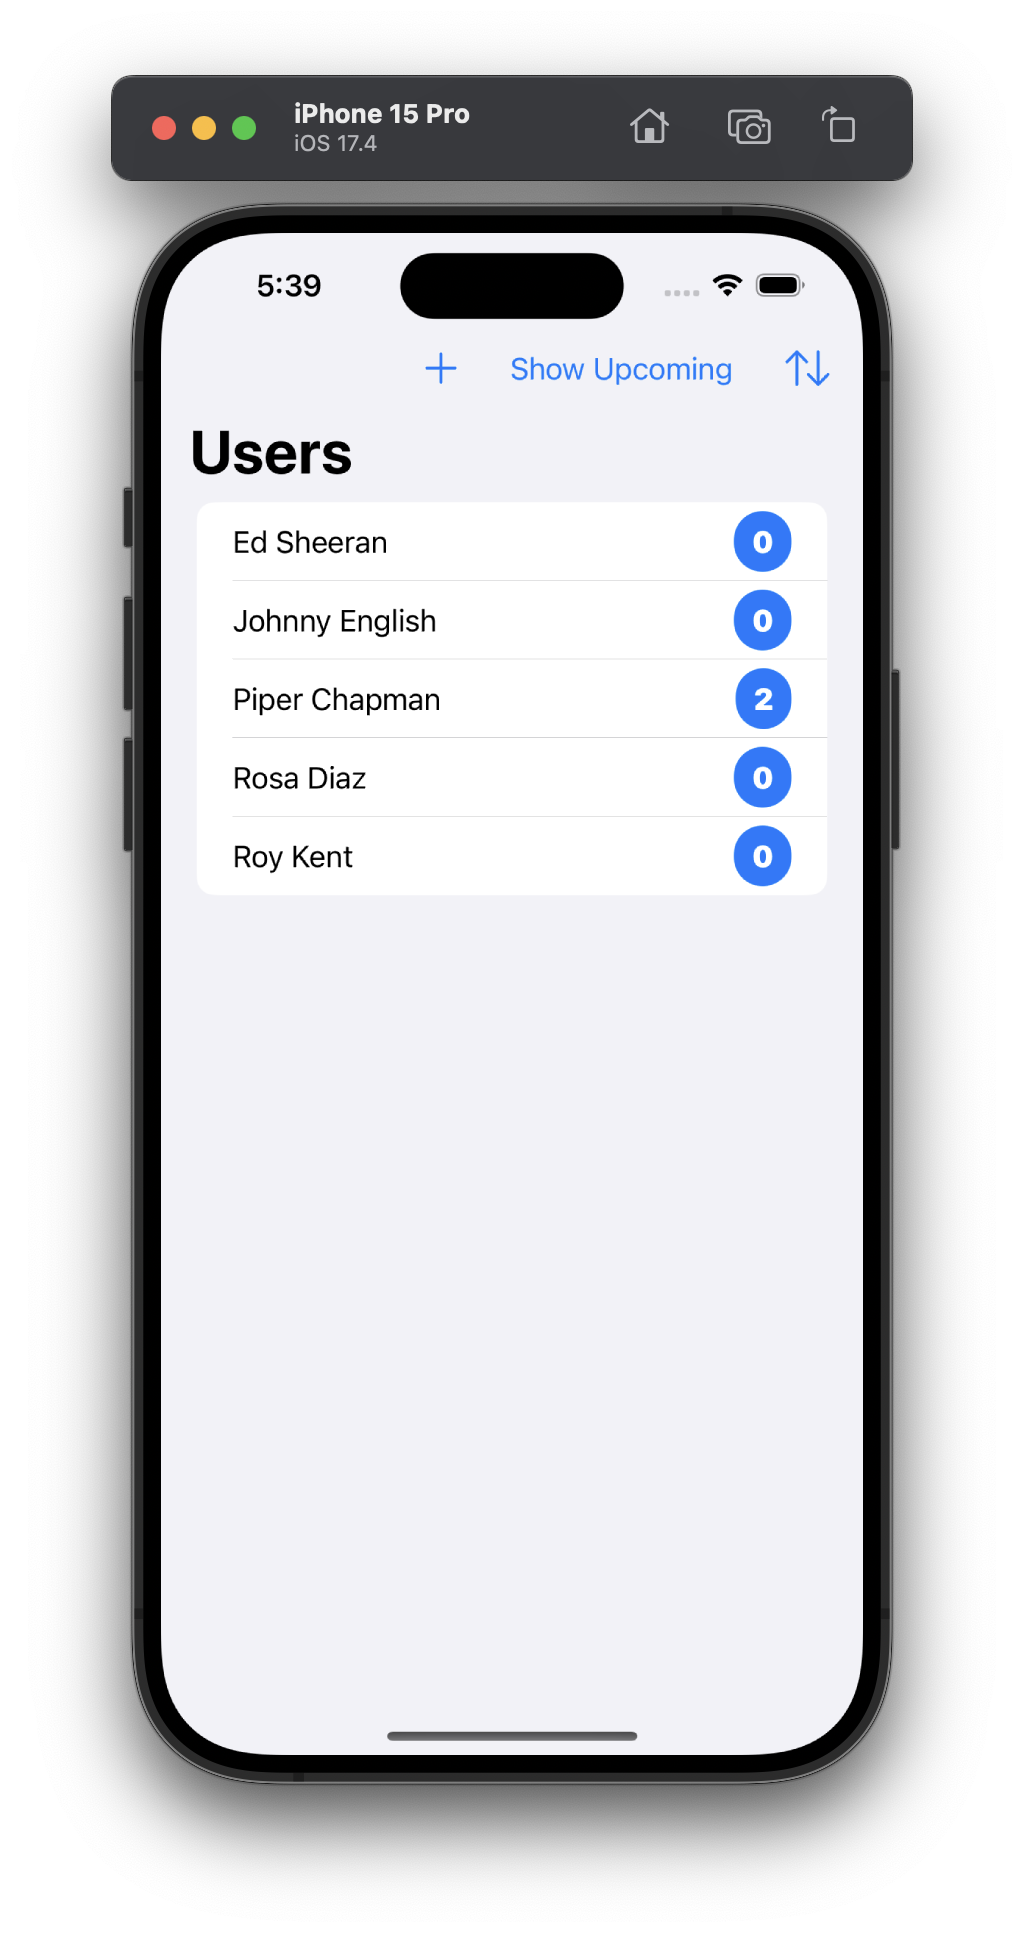 iPhone 15 Pro
iOS 17.4
5:39
Show Upcoming
Users
Ed Sheeran 0
Johnny English 0
Piper Chapman 2
Rosa Diaz 0
Roy Kent 0